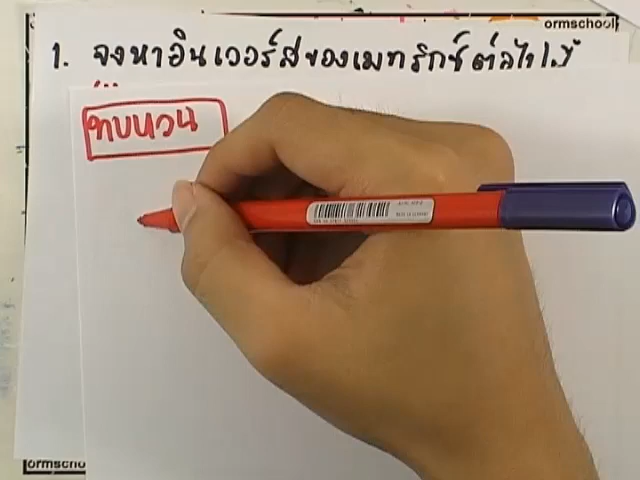 ormschool
1. จงหาอินเวอร์สของเมทริกซ์ต่อไปนี้
ทบทวน
ormscho